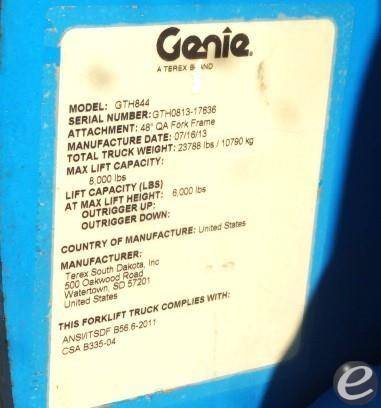 Genie.
A TEREX BRAND
MODEL: GTH844
SERIAL NUMBER: GTH0813-17636
ATTACHMENT: 48" QA Fork Frame
MANUFACTURE DATE: 07/16/13
TOTAL TRUCK WEIGHT: 23788 lbs / 10790 kg
MAX LIFT CAPACITY:
8,000 lbs
LIFT CAPACITY (LBS)
AT MAX LIFT HEIGHT: 6,000 lbs
OUTRIGGER UP:
OUTRIGGER DOWN:
COUNTRY OF MANUFACTURE: United States
MANUFACTURER:
Terex South Dakota, Inc
500 Oakwood Road
Watertown, SD 57201
United States
THIS FORKLIFT TRUCK COMPLIES WITH:
ANSI/ITSDF B56.6-2011
CSA B335-04
e